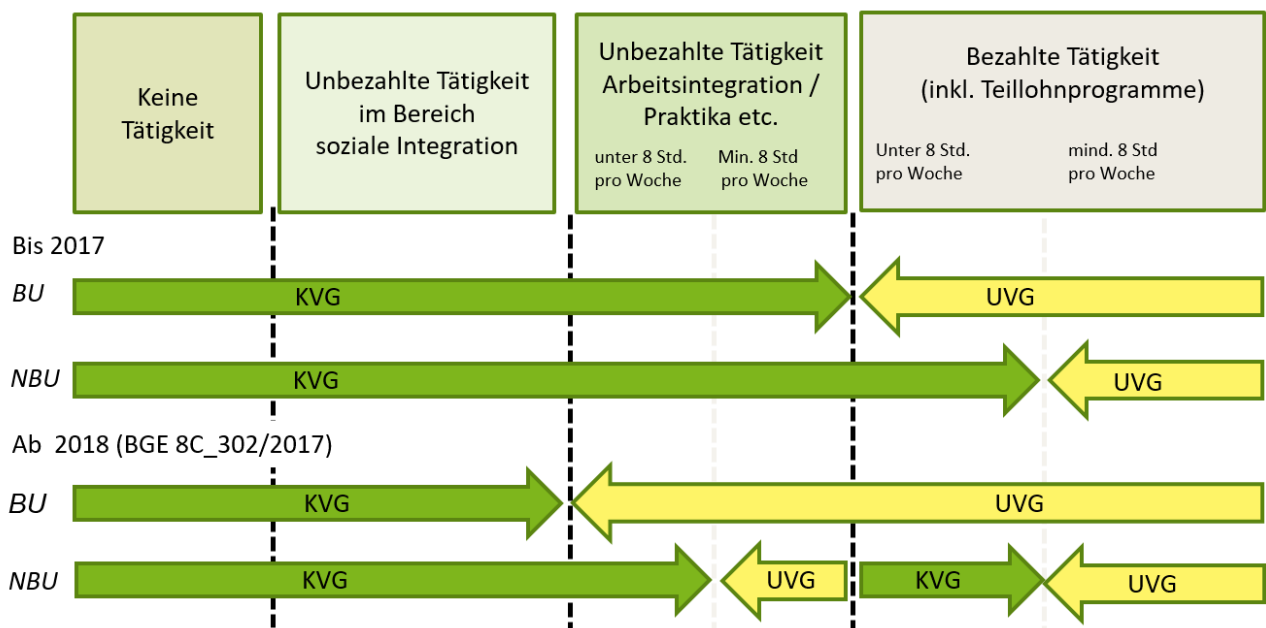 Keine
Tätigkeit
Unbezahlte Tätigkeit
im Bereich
soziale Integration
Unbezahlte Tätigkeit
Arbeitsintegration /
Praktika etc.
unter 8 Std.
pro Woche
Min. 8 Std
pro Woche
Bezahlte Tätigkeit
(inkl. Teillohnprogramme)
Unter 8 Std.
pro Woche
mind. 8 Std
pro Woche
Bis 2017
BU
KVG
UVG
NBU
KVG
UVG
Ab 2018 (BGE 8C_302/2017)
BU
KVG
UVG
NBU
KVG
UVG
KVG
UVG